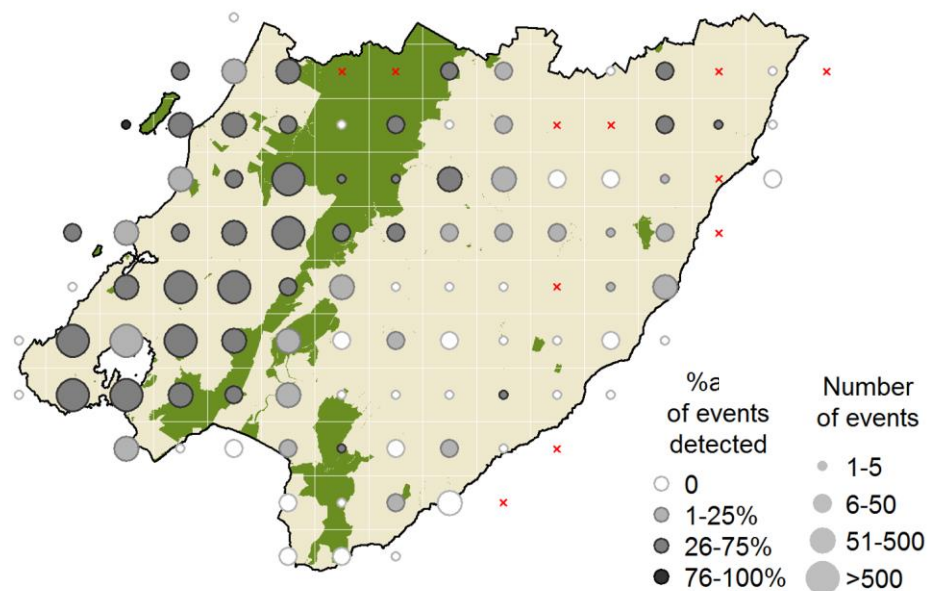 %a
of events
detected
0
1-25%
26-75%
76-100%
Number
of events
1-5
6-50
51-500
>500